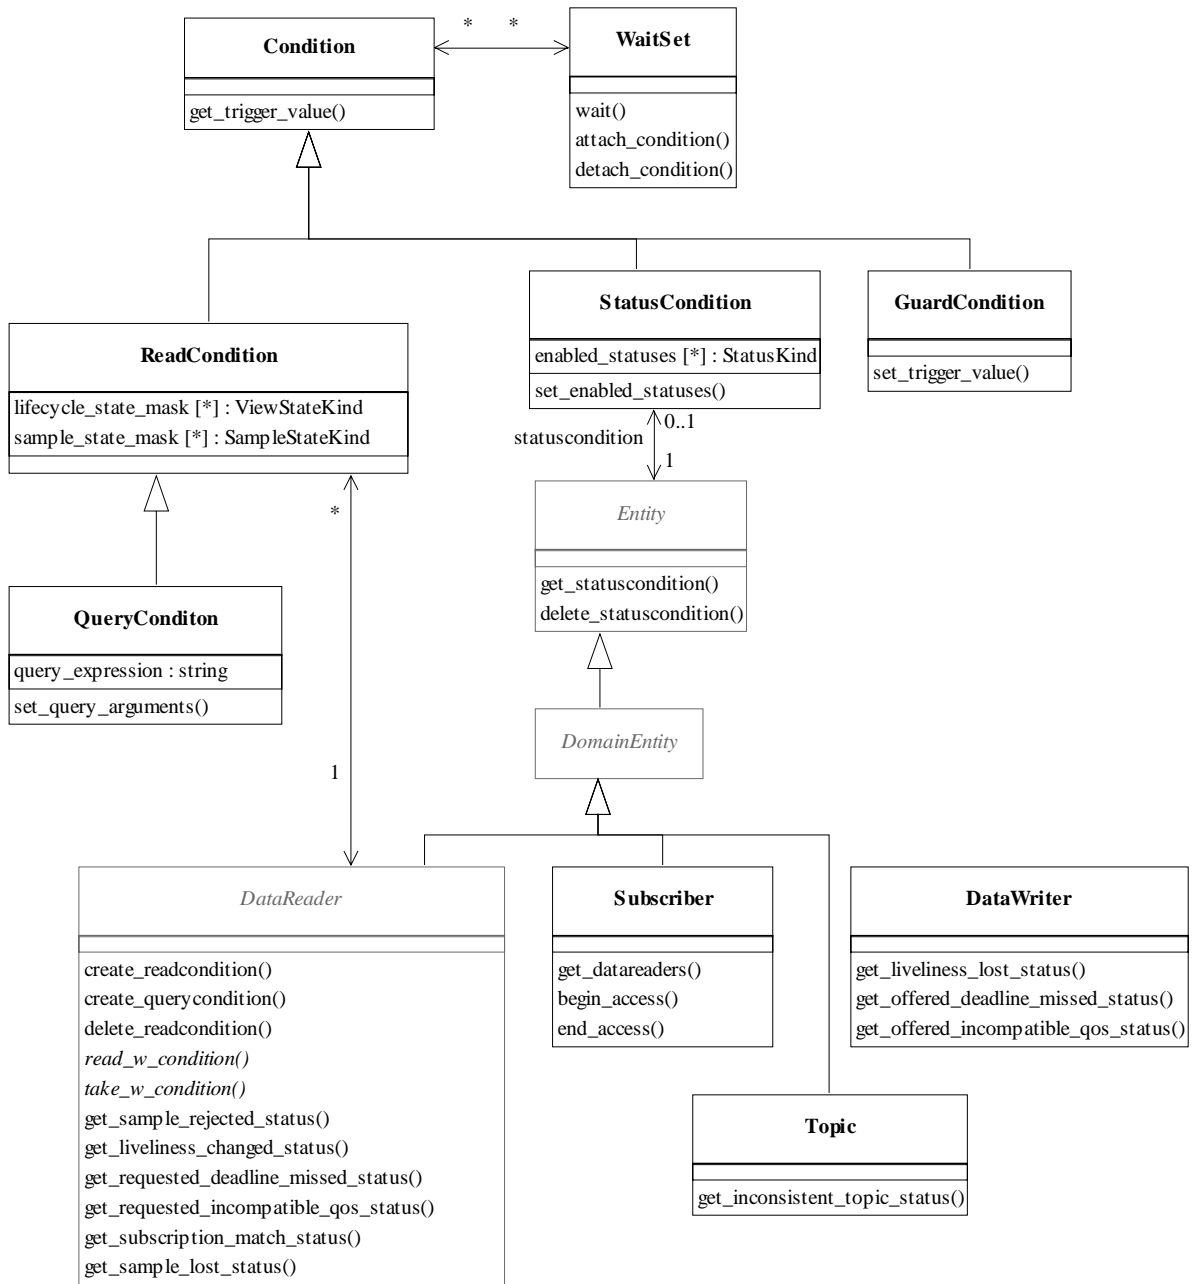 * *
Condition
WaitSet
get_trigger_value()
wait()
attach_condition()
detach_condition()
StatusCondition
enabled_statuses [*] : StatusKind
set_enabled_statuses()
GuardCondition
set_trigger_value()
ReadCondition
lifecycle_state_mask [*] : ViewStateKind
sample_state_mask [*] : SampleStateKind
0..1
statuscondition
1
*
Entity
get_statuscondition()
delete_statuscondition()
QueryConditon
query_expression : string
set_query_arguments()
DomainEntity
1
DataReader
create_readcondition()
create_querycondition()
delete_readcondition()
read_w_condition()
take_w_condition()
get_sample_rejected_status()
get_liveliness_changed_status()
get_requested_deadline_missed_status()
get_requested_incompatible_qos_status()
get_subscription_match_status()
get_sample_lost_status()
Subscriber
get_datareaders()
begin_access()
end_access()
DataWriter
get_liveliness_lost_status()
get_offered_deadline_missed_status()
get_offered_incompatible_qos_status()
Topic
get_inconsistent_topic_status()